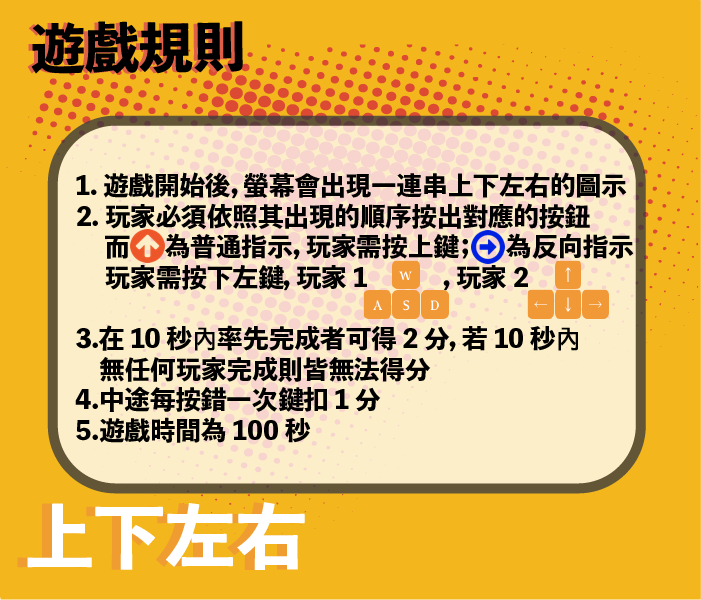 遊戲規則
1. 遊戲開始後，螢幕會出現一連串上下左右的圖示
2. 玩家必須依照其出現的順序按出對應的按鈕
而↑為普通指示，玩家需按上鍵；→為反向指示
玩家需按下左鍵，玩家 1 W ，玩家 2 ↑
A S D ← ↓ →
3.在 10 秒內率先完成者可得 2 分，若 10 秒內
無任何玩家完成則皆無法得分
4.中途每按錯一次鍵扣 1 分
5.遊戲時間為 100 秒
上下左右